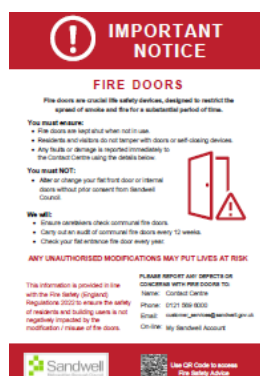 IMPORTANT
NOTICE
FIRE DOORS
Fire doors are crucial life safety devices, designed to restrict the
spread of smoke and fire for a substantial period of time.
You must ensure:
• Fire doors are kept shut when not in use.
• Residents and visitors do not tamper with doors or self-closing devices.
• Any faults or damage is reported immediately to
the Contact Centre using the details below.
You must NOT:
• Alter or change your flat front door or internal
doors without prior consent from Sandwell
Council.
We will:
• Ensure caretakers check communal fire doors.
• Carry out an audit of communal fire doors every 12 weeks.
• Check your flat entrance fire door every year.
ANY UNAUTHORISED MODIFICATIONS MAY PUT LIVES AT RISK
This information is provided in line
with the Fire Safety (England)
Regulations 2022 to ensure the safety
of residents and building users is not
negatively impacted by the
modification / misuse of fire doors.
PLEASE REPORT ANY DEFECTS OR
CONCERNS WITH FIRE DOORS TO:
Name: Contact Centre
Phone: 0121 569 6000
Email: customer_services@sandwell.gov.uk
On-line: My Sandwell Account
Sandwell
Use QR Code to access
Fire Safety Advice